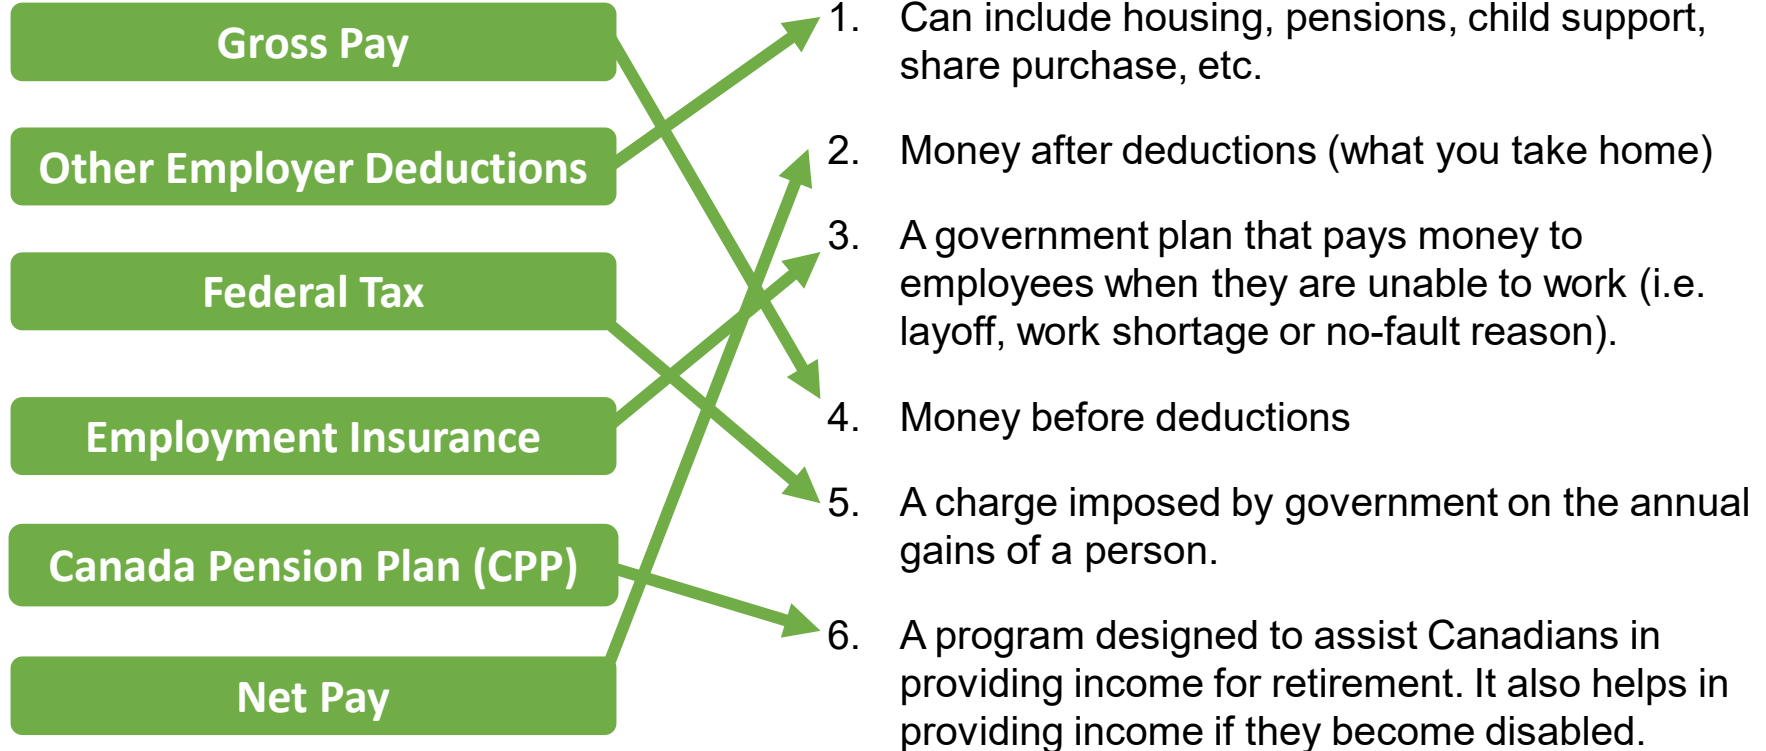 Gross Pay
Other Employer Deductions
Federal Tax
Employment Insurance
Canada Pension Plan (CPP)
Net Pay
1. Can include housing, pensions, child support,
share purchase, etc.
2. Money after deductions (what you take home)
3. A government plan that pays money to
employees when they are unable to work (i.e.
layoff, work shortage or no-fault reason).
4. Money before deductions
5. A charge imposed by government on the annual
gains of a person.
6. A program designed to assist Canadians in
providing income for retirement. It also helps in
providing income if they become disabled.